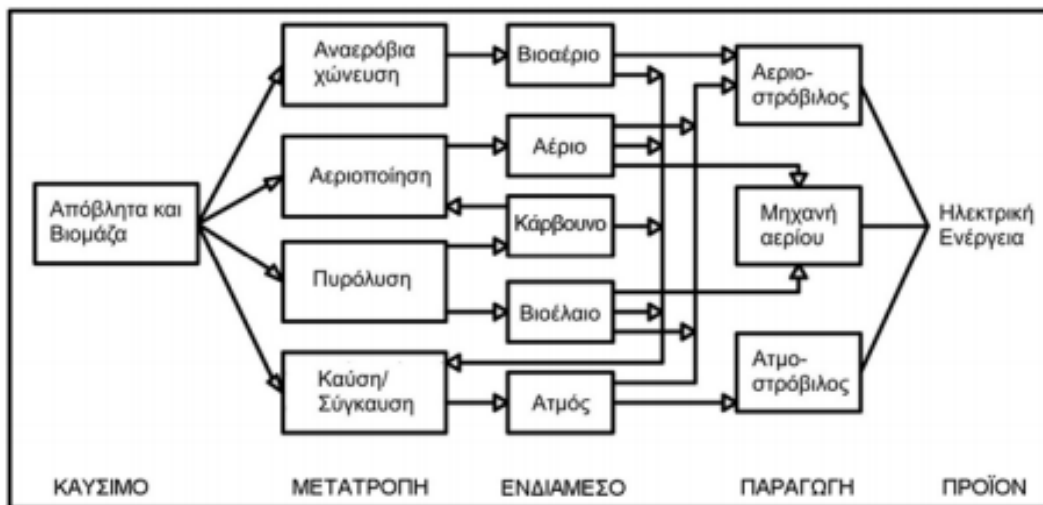 Απόβλητα και
Βιομάζα
Αναερόβια
χώνευση
Αεριοποίηση
Πυρόλυση
Καύση/
Σύγκαυση
Βιοαέριο
Αέριο
Κάρβουνο
Βιοέλαιο
Ατμός
Αεριο-
στρόβιλος
Μηχανή
αερίου
Ατμο-
στρόβιλος
Ηλεκτρική
Ενέργεια
ΚΑΥΣΙΜΟ
ΜΕΤΑΤΡΟΠΗ
ΕΝΔΙΑΜΕΣΟ
ΠΑΡΑΓΩΓΗ
ΠΡΟΪΟΝ